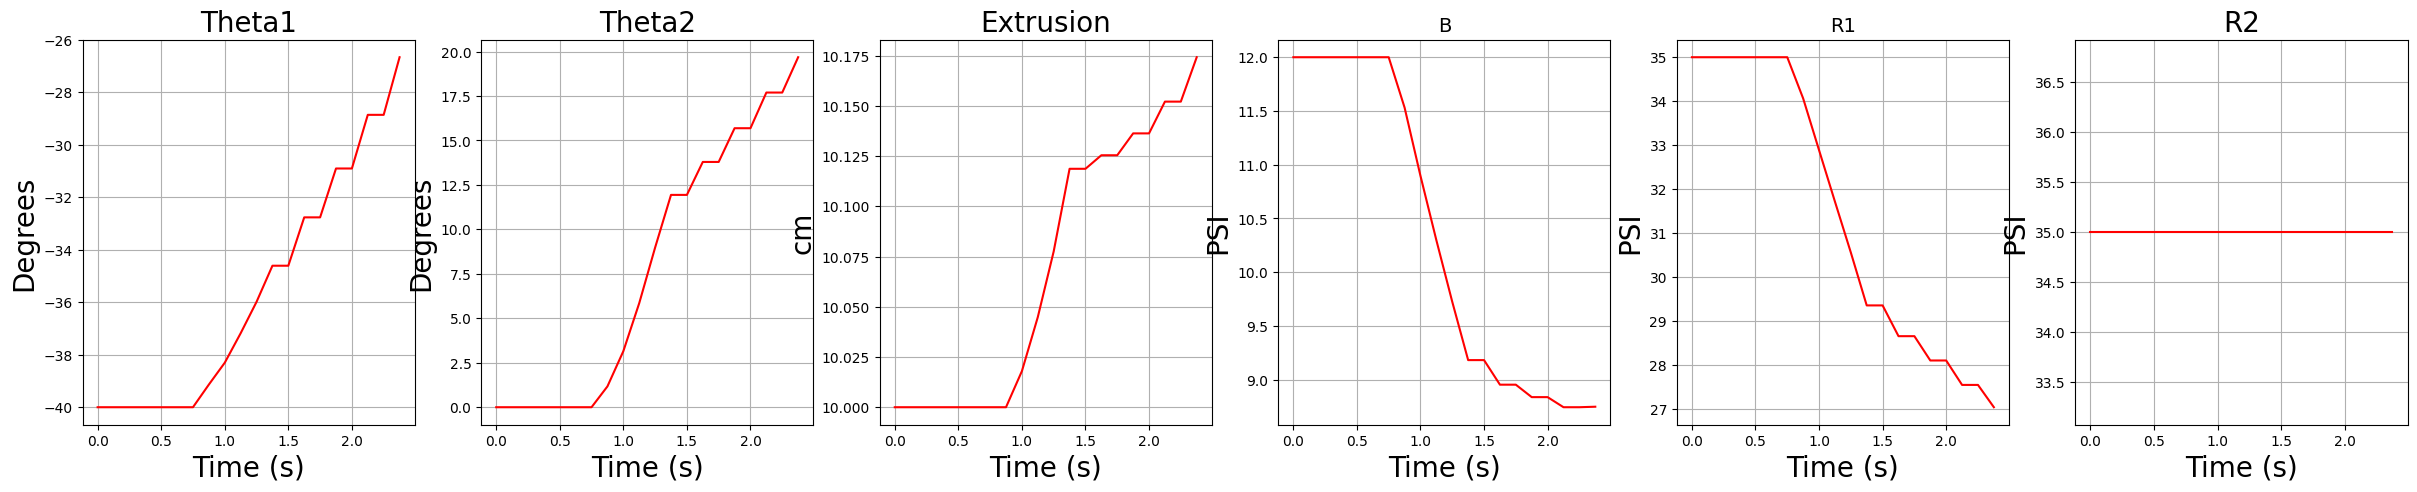 Theta1
Degrees
−26
−28
−30
−32
−34
−36
−38
−40
0.0 0.5 1.0 1.5 2.0
Time (s)
Theta2
Degrees
20.0
17.5
15.0
12.5
10.0
7.5
5.0
2.5
0.0
0.0 0.5 1.0 1.5 2.0
Time (s)
Extrusion
cm
10.175
10.150
10.125
10.100
10.075
10.050
10.025
10.000
0.0 0.5 1.0 1.5 2.0
Time (s)
B
PSI
12.0
11.5
11.0
10.5
10.0
9.5
9.0
0.0 0.5 1.0 1.5 2.0
Time (s)
R1
PSI
35
34
33
32
31
30
29
28
27
0.0 0.5 1.0 1.5 2.0
Time (s)
R2
PSI
36.5
36.0
35.5
35.0
34.5
34.0
33.5
0.0 0.5 1.0 1.5 2.0
Time (s)